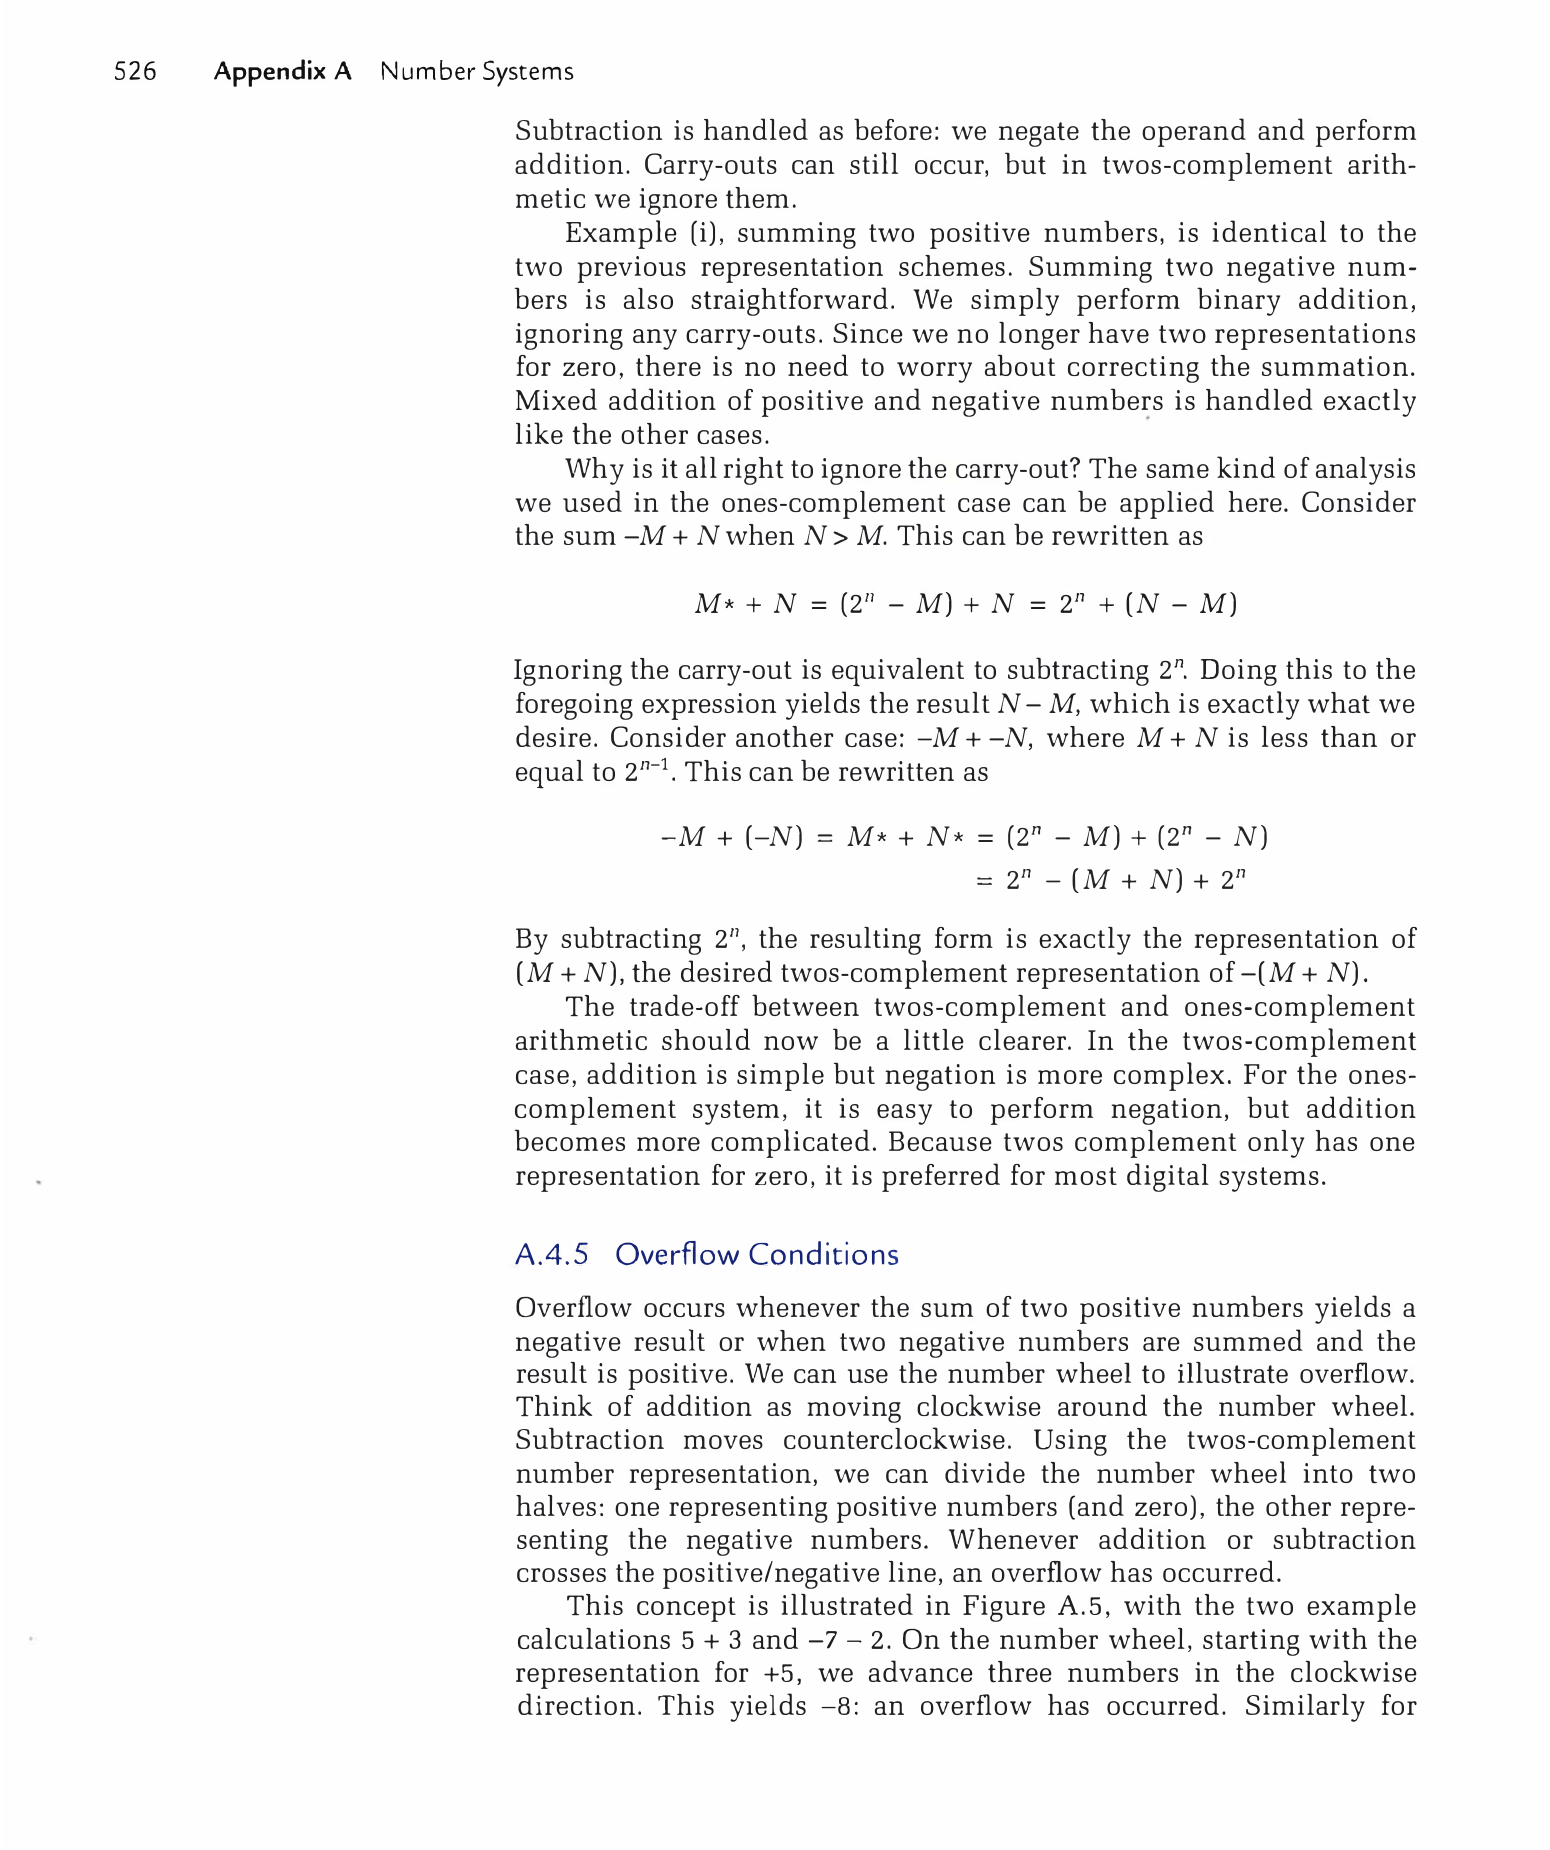 526 Appendix A Number Systems
Subtraction is handled as before: we negate the operand and perform
addition. Carry-outs can still occur, but in twos-complement arith-
metic we ignore them.
Example (i), summing two positive numbers, is identical to the
two previous representation schemes. Summing two negative num-
bers is also straightforward. We simply perform binary addition,
ignoring any carry-outs. Since we no longer have two representations
for zero, there is no need to worry about correcting the summation.
Mixed addition of positive and negative numbers is handled exactly
like the other cases.
Why is it all right to ignore the carry-out? The same kind of analysis
we used in the ones-complement case can be applied here. Consider
the sum –M + N when N > M. This can be rewritten as
M* + N = (2ⁿ – M) + N = 2ⁿ + (N – M)
Ignoring the carry-out is equivalent to subtracting 2ⁿ. Doing this to the
foregoing expression yields the result N – M, which is exactly what we
desire. Consider another case: –M + –N, where M + N is less than or
equal to 2ⁿ⁻¹. This can be rewritten as
–M + (–N) = M* + N* = (2ⁿ – M) + (2ⁿ – N)
= 2ⁿ – (M + N) + 2ⁿ
By subtracting 2ⁿ, the resulting form is exactly the representation of
(M + N), the desired twos-complement representation of –(M + N).
The trade-off between twos-complement and ones-complement
arithmetic should now be a little clearer. In the twos-complement
case, addition is simple but negation is more complex. For the ones-
complement system, it is easy to perform negation, but addition
becomes more complicated. Because twos complement only has one
representation for zero, it is preferred for most digital systems.
A.4.5 Overflow Conditions
Overflow occurs whenever the sum of two positive numbers yields a
negative result or when two negative numbers are summed and the
result is positive. We can use the number wheel to illustrate overflow.
Think of addition as moving clockwise around the number wheel.
Subtraction moves counterclockwise. Using the twos-complement
number representation, we can divide the number wheel into two
halves: one representing positive numbers (and zero), the other repre-
senting the negative numbers. Whenever addition or subtraction
crosses the positive/negative line, an overflow has occurred.
This concept is illustrated in Figure A.5, with the two example
calculations 5 + 3 and –7 – 2. On the number wheel, starting with the
representation for +5, we advance three numbers in the clockwise
direction. This yields –8: an overflow has occurred. Similarly for